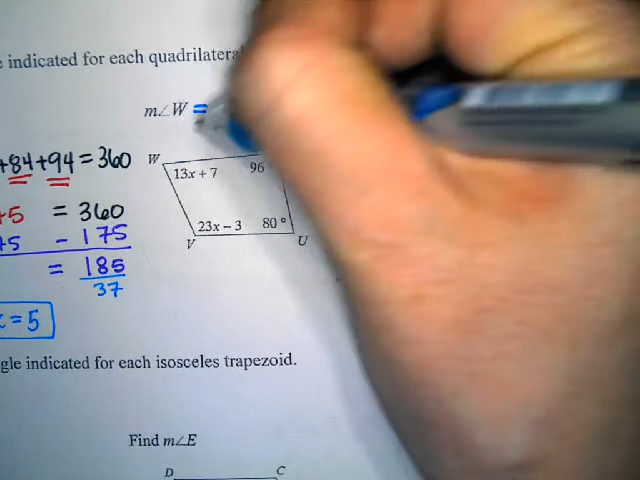 indicated for each quadrilateral
m∠W =
+84+94 = 360
W
13x + 7
96
+5 = 360
75 - 175
23x – 3
80°
V
U
= 185
37
x = 5
gle indicated for each isosceles trapezoid.
Find m∠E
D
C